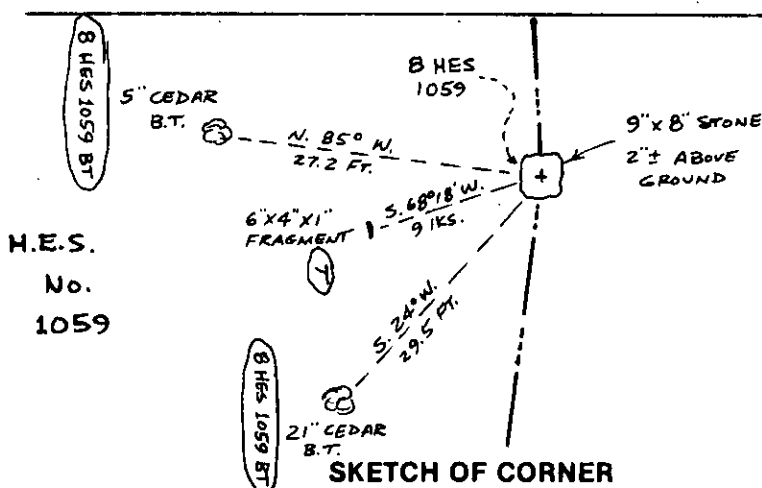 8 HES 1059 BT
5" CEDAR
B.T.
8 HES
1059
9" x 8" STONE
2"± ABOVE
GROUND
N. 85° W.
27.2 FT.
6"x4"x1"
FRAGMENT
S. 68°18' W.
9 lKS.
Y
H.E.S.
No.
1059
S. 24° W.
29.5 FT.
8 HES 1059 BT
21" CEDAR
B.T.
SKETCH OF CORNER